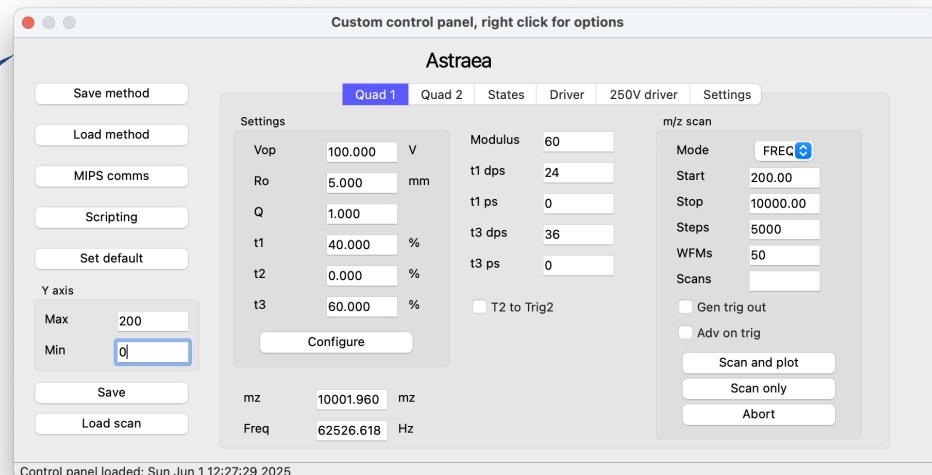 Custom control panel, right click for options
Astraea
Save method
Load method
MIPS comms
Scripting
Set default
Y axis
Max 200
Min 0
Save
Load scan
Quad 1 Quad 2 States Driver 250V driver Settings
Settings
Vop 100.000 V
Ro 5.000 mm
Q 1.000
t1 40.000 %
t2 0.000 %
t3 60.000 %
Configure
mz 10001.960 mz
Freq 62526.618 Hz
Modulus 60
t1 dps 24
t1 ps 0
t3 dps 36
t3 ps 0
T2 to Trig2
m/z scan
Mode FREQ
Start 200.00
Stop 10000.00
Steps 5000
WFMs 50
Scans
Gen trig out
Adv on trig
Scan and plot
Scan only
Abort
Control panel loaded: Sun Jun 1 12:27:29 2025